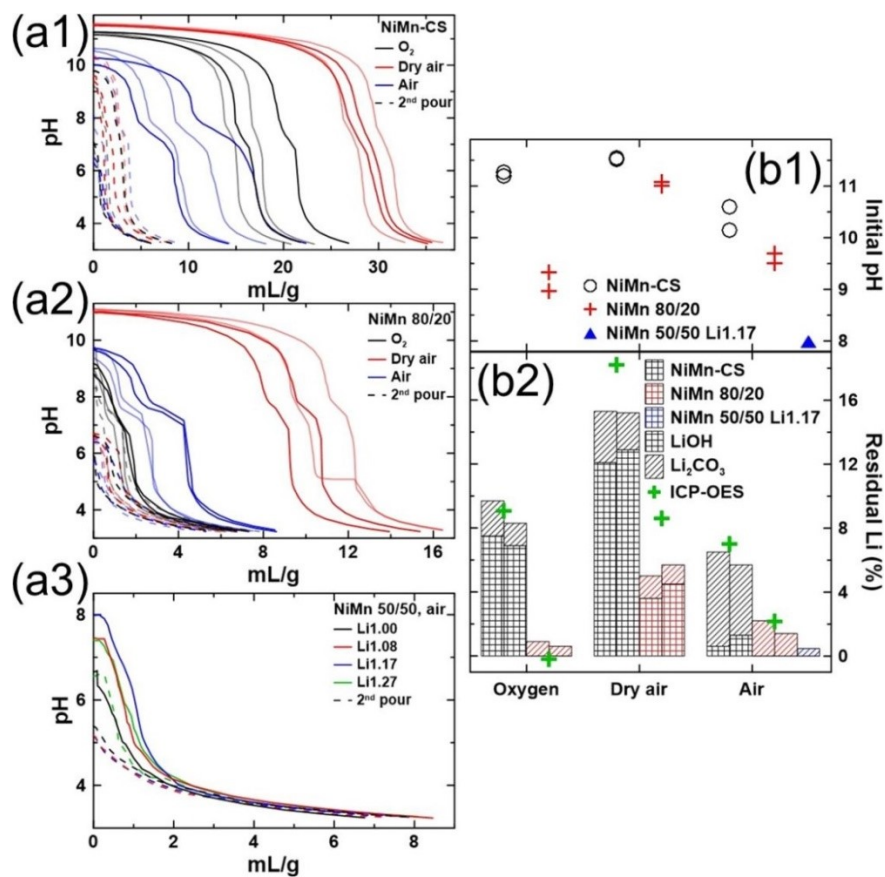 (a1)
NiMn-CS
O₂
Dry air
Air
2nd pour
10
8
6
4
pH
0
10
20
30
mL/g
(a2)
NiMn 80/20
O₂
Dry air
Air
2nd pour
10
8
6
4
pH
0
4
8
12
16
mL/g
(a3)
NiMn 50/50, air
Li1.00
Li1.08
Li1.17
Li1.27
2nd pour
8
6
4
pH
0
2
4
6
8
mL/g
(b1)
11
10
9
8
Initial pH
NiMn-CS
NiMn 80/20
NiMn 50/50 Li1.17
(b2)
NiMn-CS
NiMn 80/20
NiMn 50/50 Li1.17
LiOH
Li₂CO₃
ICP-OES
16
12
8
4
0
Residual Li (%)
Oxygen
Dry air
Air